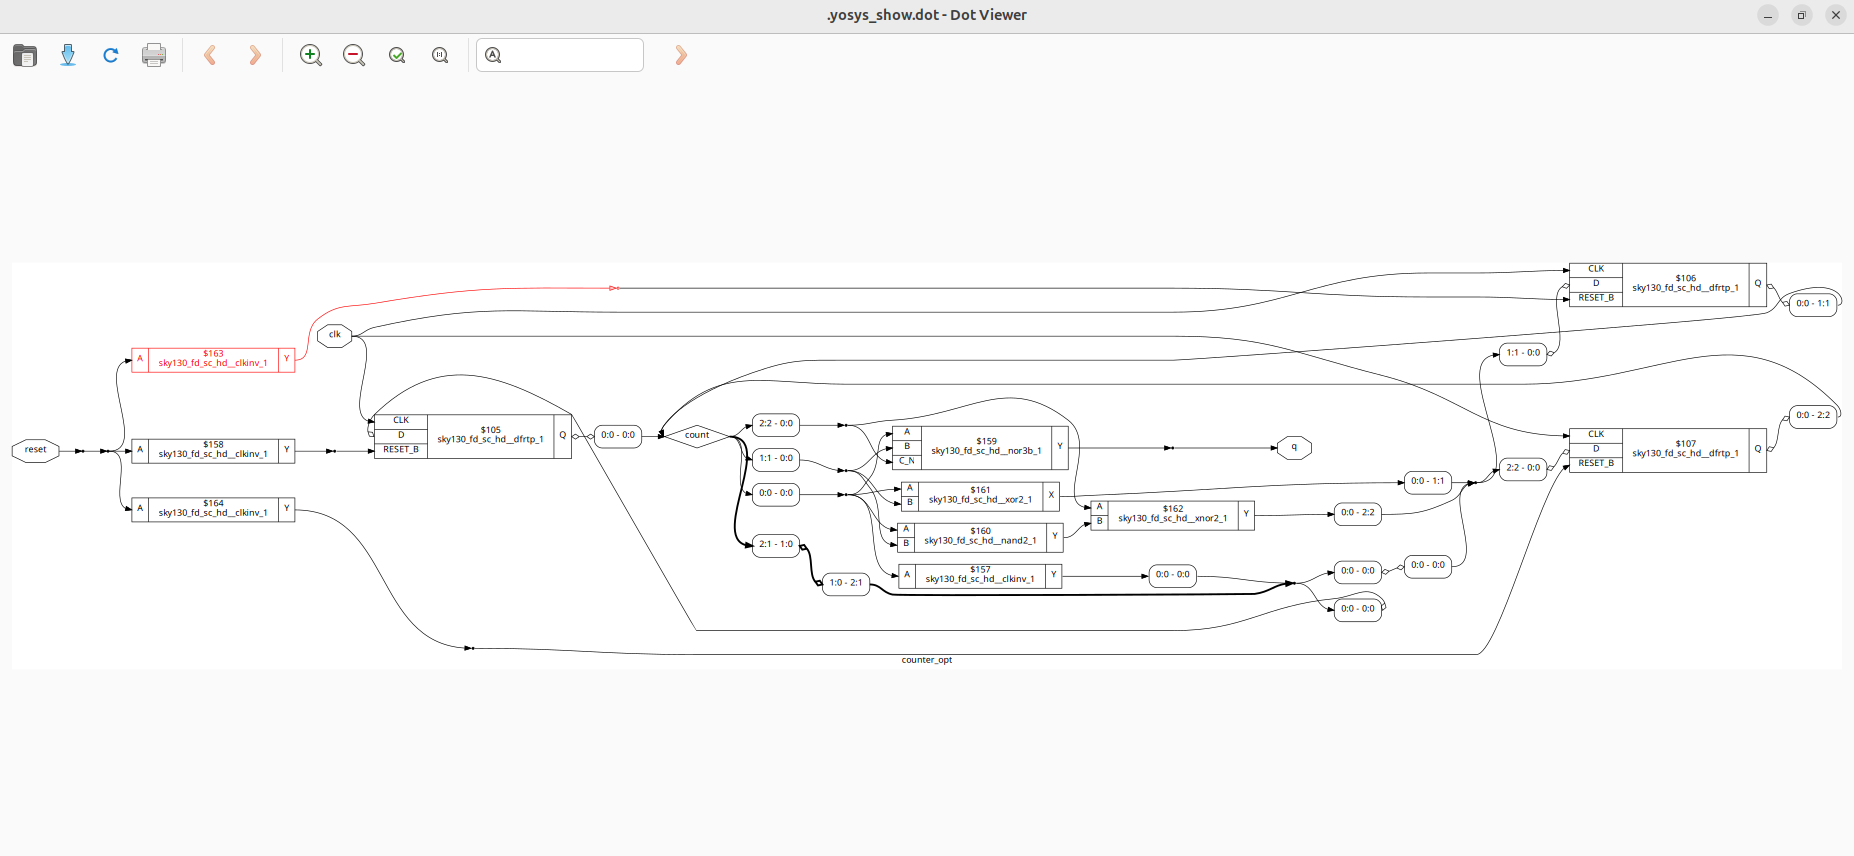 .yosys_show.dot - Dot Viewer
reset
A
$163
sky130_fd_sc_hd__clkinv_1
Y
A
$158
sky130_fd_sc_hd__clkinv_1
Y
A
$164
sky130_fd_sc_hd__clkinv_1
Y
clk
CLK
D
RESET_B
$105
sky130_fd_sc_hd__dfrtp_1
Q
0:0 - 0:0
count
2:2 - 0:0
1:1 - 0:0
0:0 - 0:0
2:1 - 1:0
1:0 - 2:1
A
B
C_N
$159
sky130_fd_sc_hd__nor3b_1
Y
A
B
$161
sky130_fd_sc_hd__xor2_1
X
A
B
$160
sky130_fd_sc_hd__nand2_1
Y
A
$157
sky130_fd_sc_hd__clkinv_1
Y
A
B
$162
sky130_fd_sc_hd__xnor2_1
Y
0:0 - 0:0
q
0:0 - 1:1
0:0 - 2:2
0:0 - 0:0
0:0 - 0:0
0:0 - 0:0
1:1 - 0:0
2:2 - 0:0
CLK
D
RESET_B
$106
sky130_fd_sc_hd__dfrtp_1
Q
0:0 - 1:1
CLK
D
RESET_B
$107
sky130_fd_sc_hd__dfrtp_1
Q
0:0 - 2:2
counter_opt